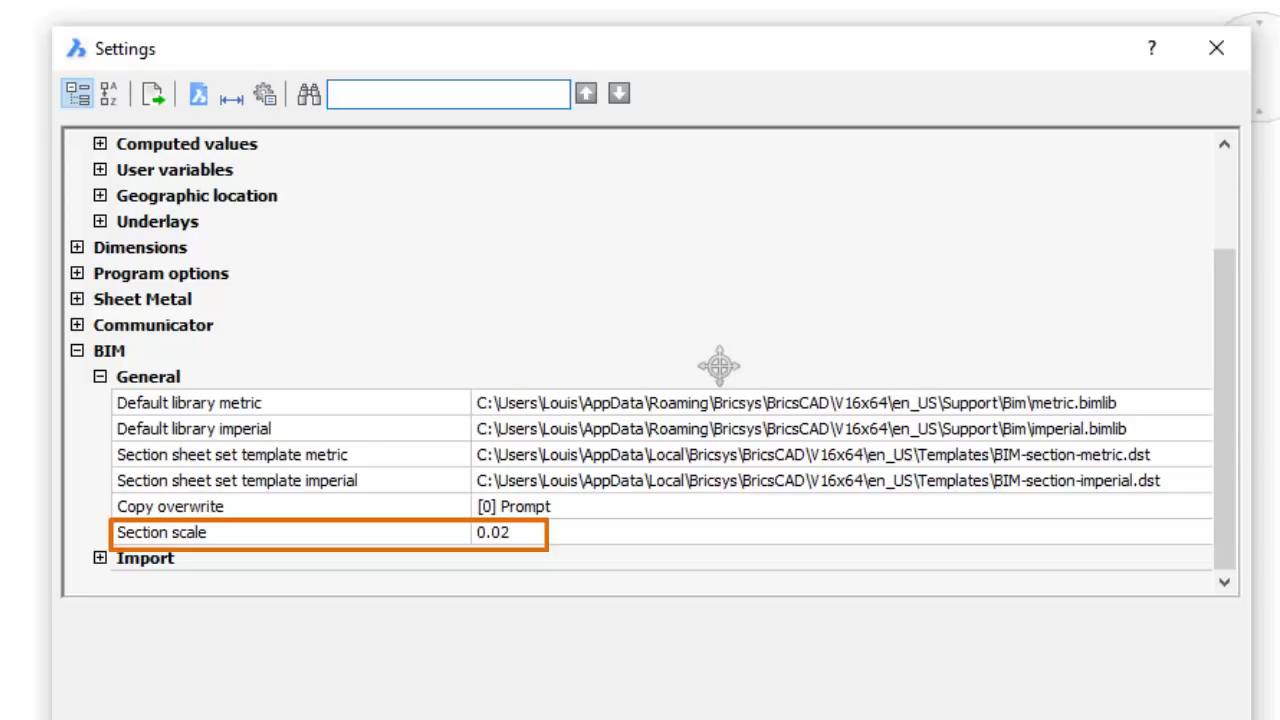 Settings
?
Computed values
User variables
Geographic location
Underlays
Dimensions
Program options
Sheet Metal
Communicator
BIM
General
Default library metric C:\Users\Louis\AppData\Roaming\Bricsys\BricsCAD\V16x64\en_US\Support\Bim\metric.bimlib
Default library imperial C:\Users\Louis\AppData\Roaming\Bricsys\BricsCAD\V16x64\en_US\Support\Bim\imperial.bimlib
Section sheet set template metric C:\Users\Louis\AppData\Local\Bricsys\BricsCAD\V16x64\en_US\Templates\BIM-section-metric.dst
Section sheet set template imperial C:\Users\Louis\AppData\Local\Bricsys\BricsCAD\V16x64\en_US\Templates\BIM-section-imperial.dst
Copy overwrite [0] Prompt
Section scale 0.02
Import